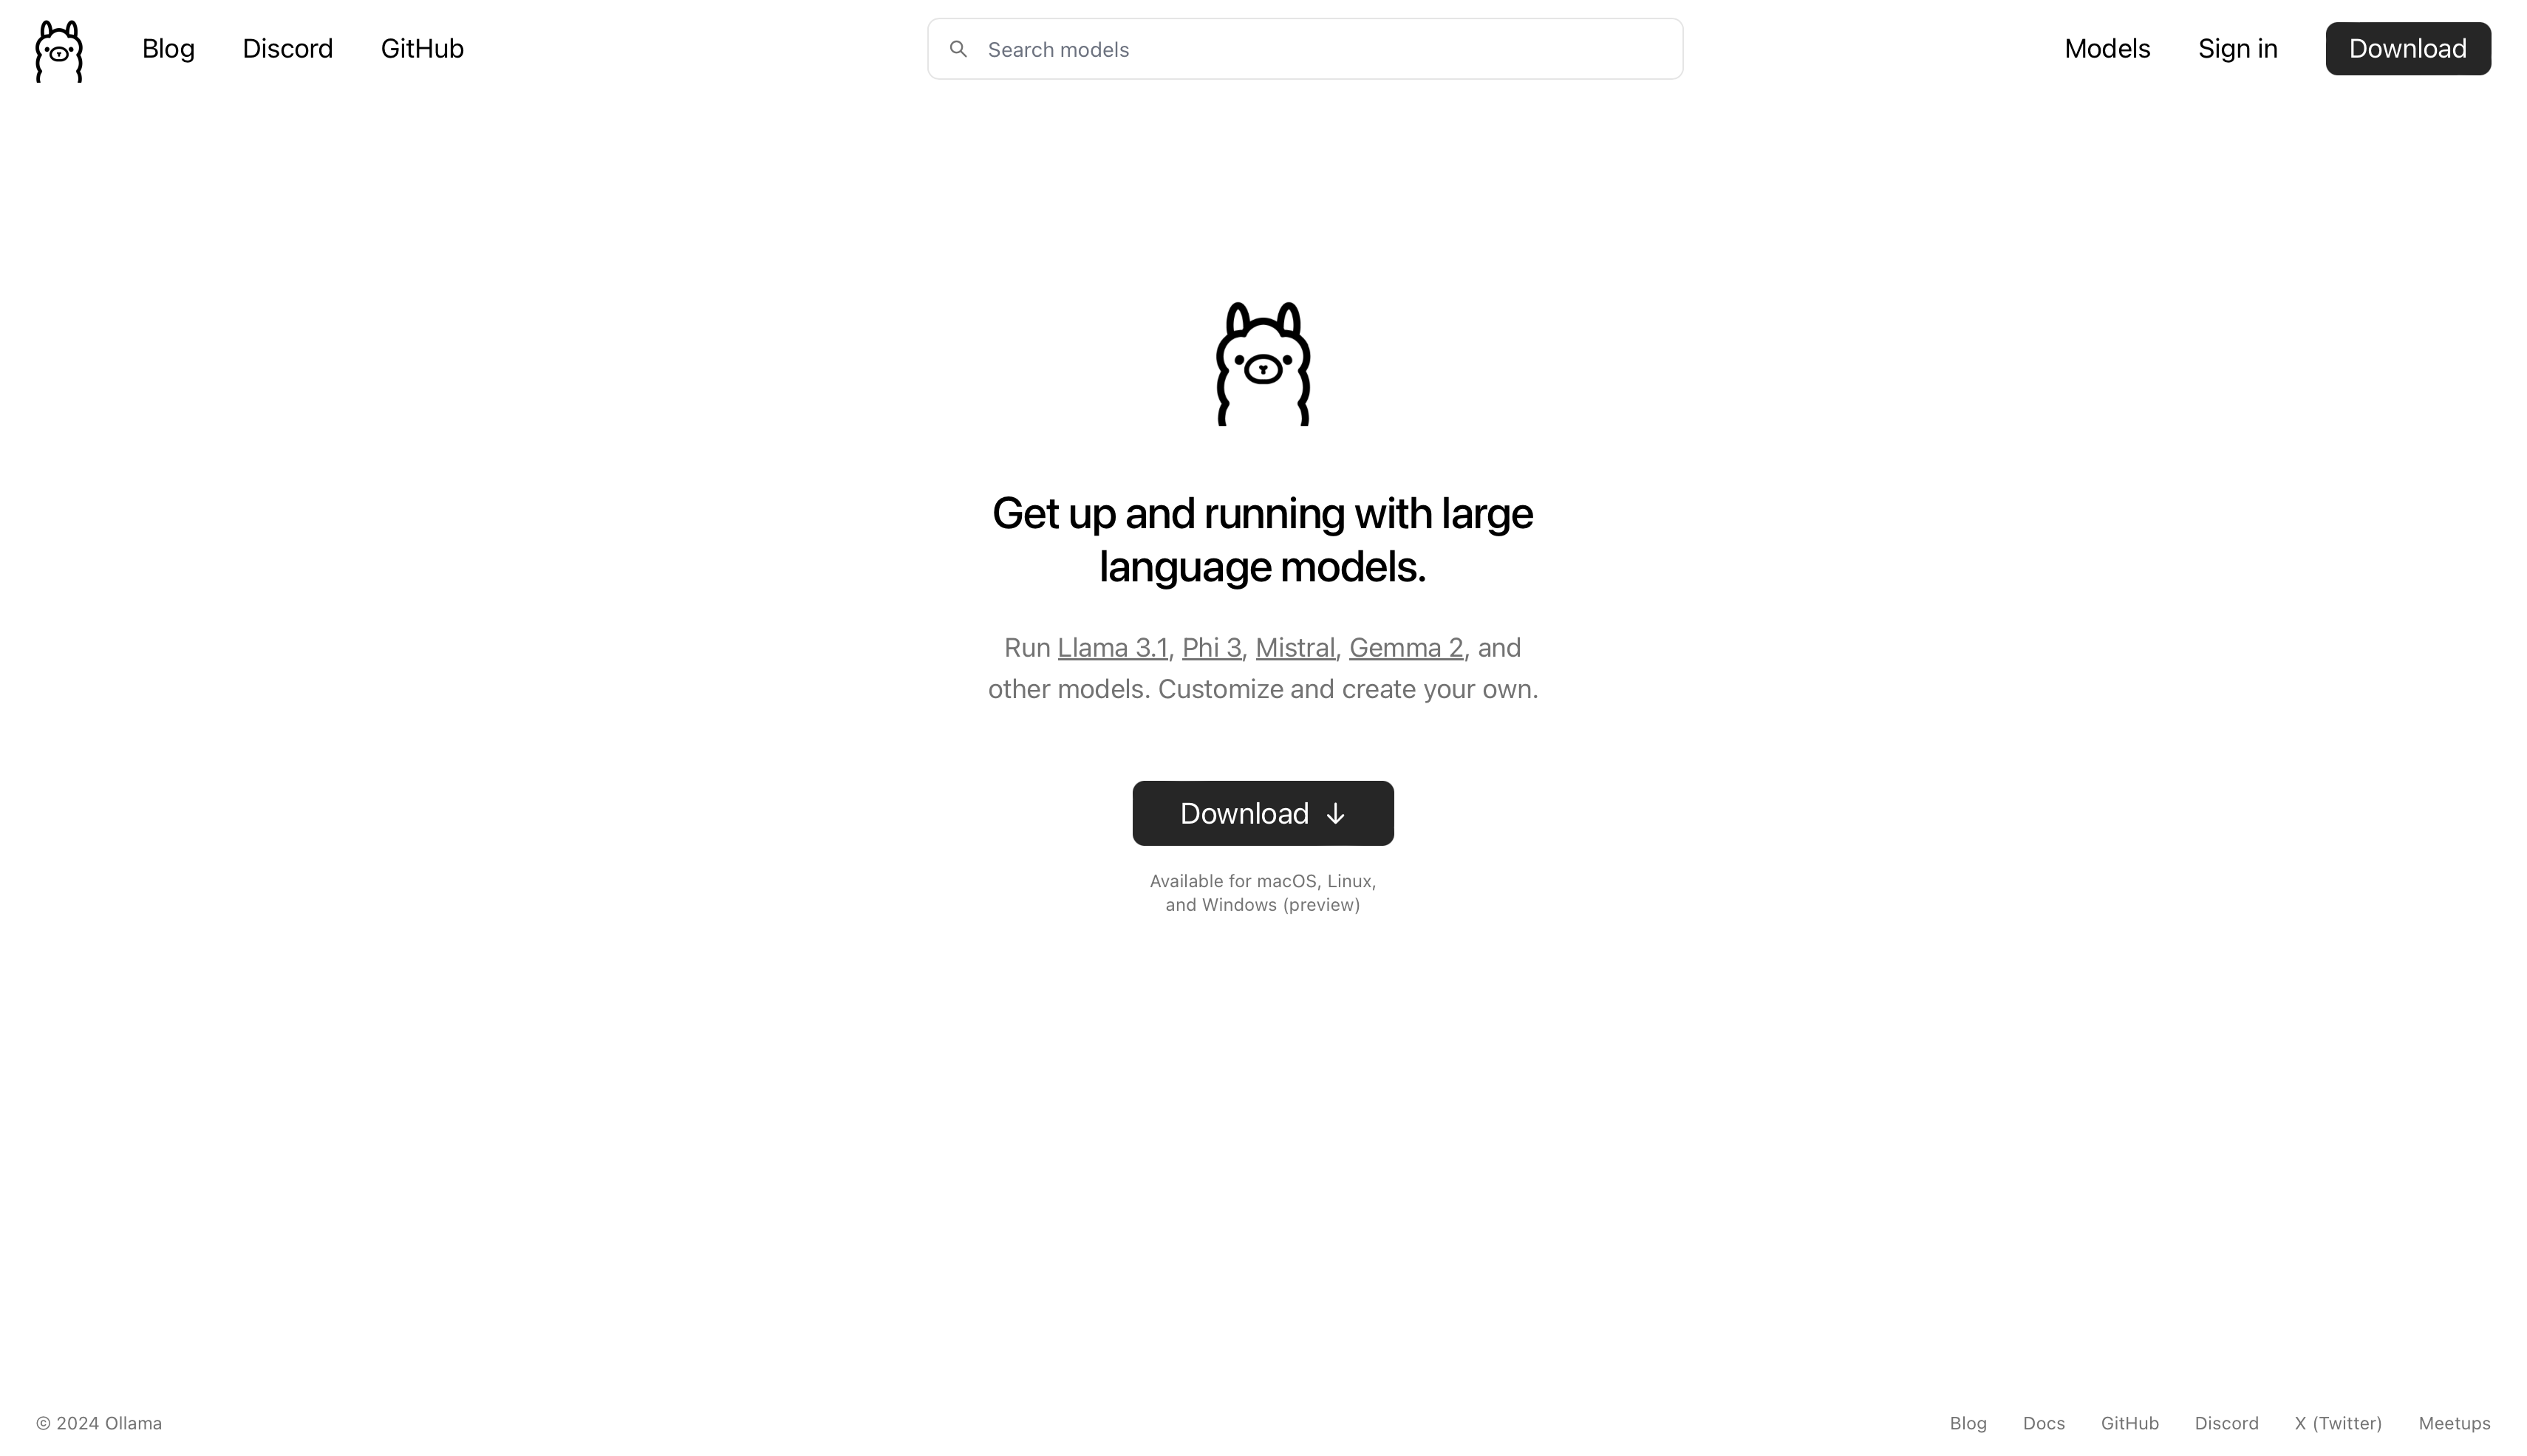 Blog Discord GitHub Search models Models Sign in Download
Get up and running with large
language models.
Run Llama 3.1, Phi 3, Mistral, Gemma 2, and
other models. Customize and create your own.
Download ↓
Available for macOS, Linux,
and Windows (preview)
© 2024 Ollama Blog Docs GitHub Discord X (Twitter) Meetups